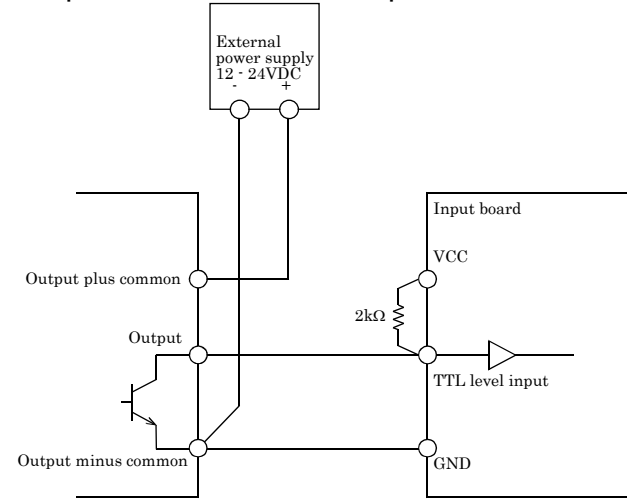 External
power supply
12 - 24VDC
- +
Input board
VCC
Output plus common
2kΩ
Output
TTL level input
Output minus common
GND